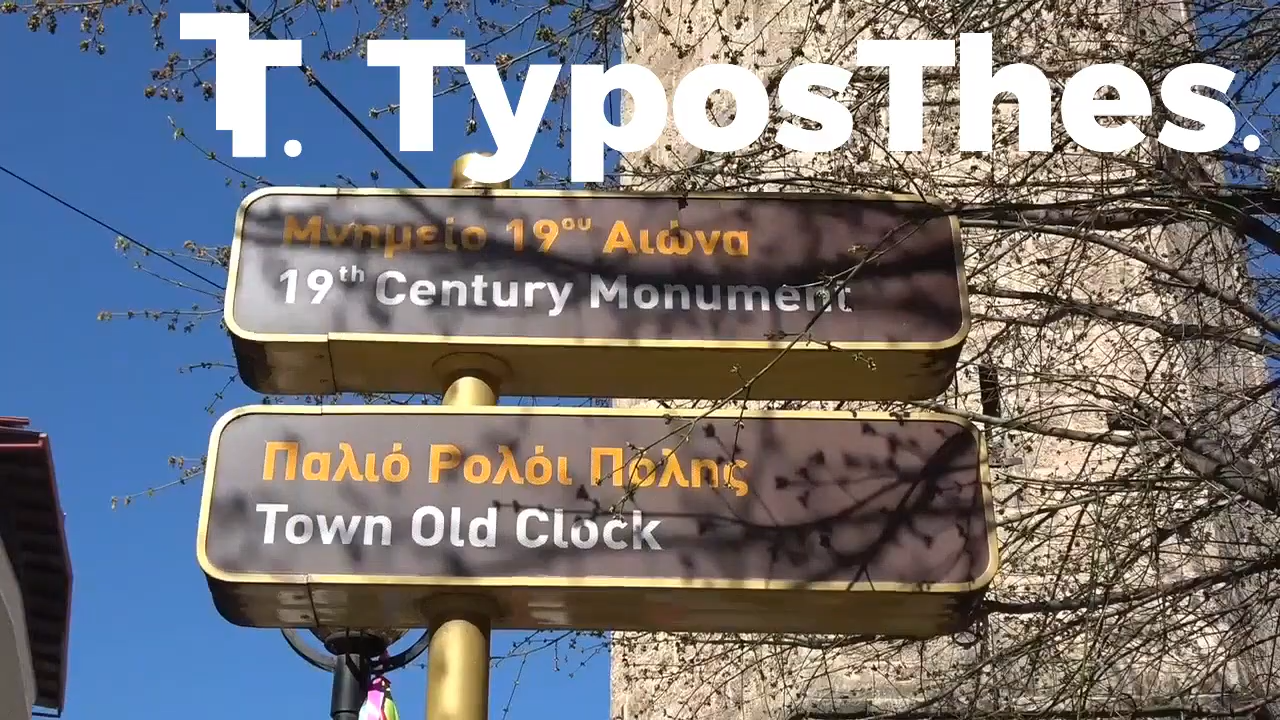 T. TyposThes.
Μνημείο 19ου Αιώνα
19th Century Monument
Παλιό Ρολόι Πόλης
Town Old Clock